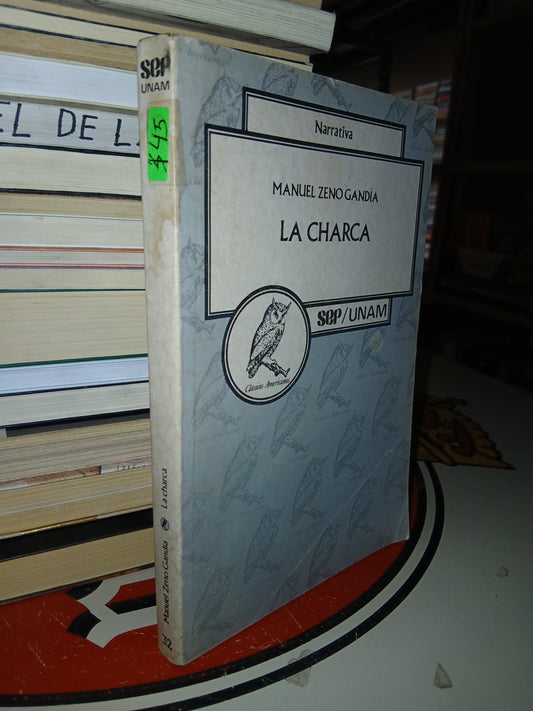 SEP
UNAM
$45
EL DE LA
Narrativa
MANUEL ZENO GANDÍA
LA CHARCA
SEP/UNAM
Clásicos Americanos
Manuel Zeno Gandía
La charca